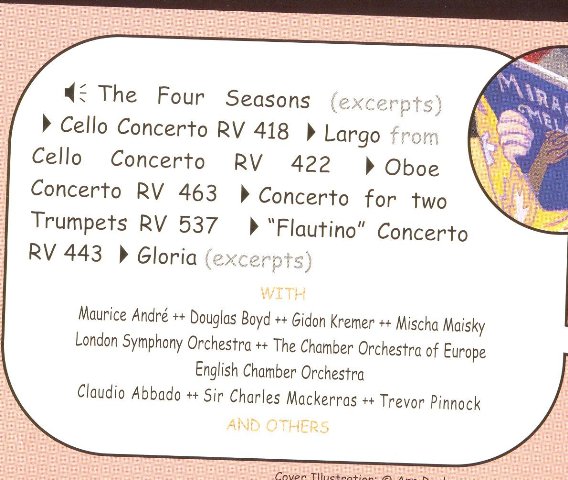 The Four Seasons (excerpts)
Cello Concerto RV 418 Largo from
Cello Concerto RV 422 Oboe
Concerto RV 463 Concerto for two
Trumpets RV 537 "Flautino" Concerto
RV 443 Gloria (excerpts)
WITH
Maurice André ++ Douglas Boyd ++ Gidon Kremer ++ Mischa Maisky
London Symphony Orchestra ++ The Chamber Orchestra of Europe
English Chamber Orchestra
Claudio Abbado ++ Sir Charles Mackerras ++ Trevor Pinnock
AND OTHERS
Cover Illustration: ©